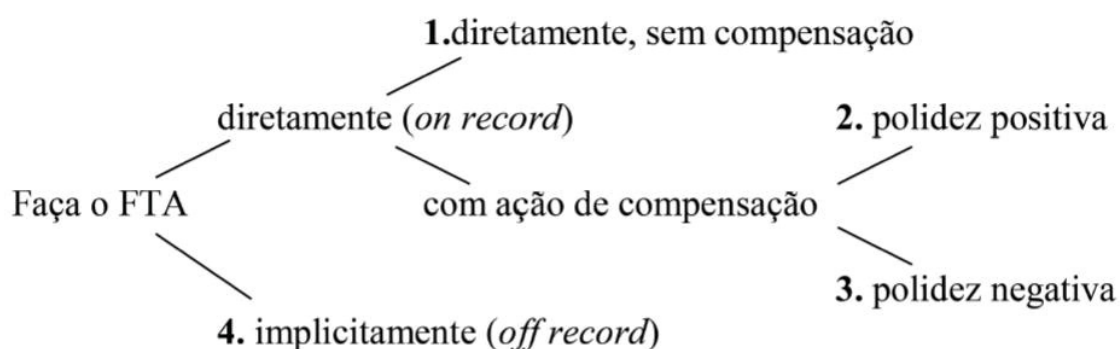 1.diretamente, sem compensação
diretamente (on record)
2. polidez positiva
Faça o FTA
com ação de compensação
3. polidez negativa
4. implicitamente (off record)